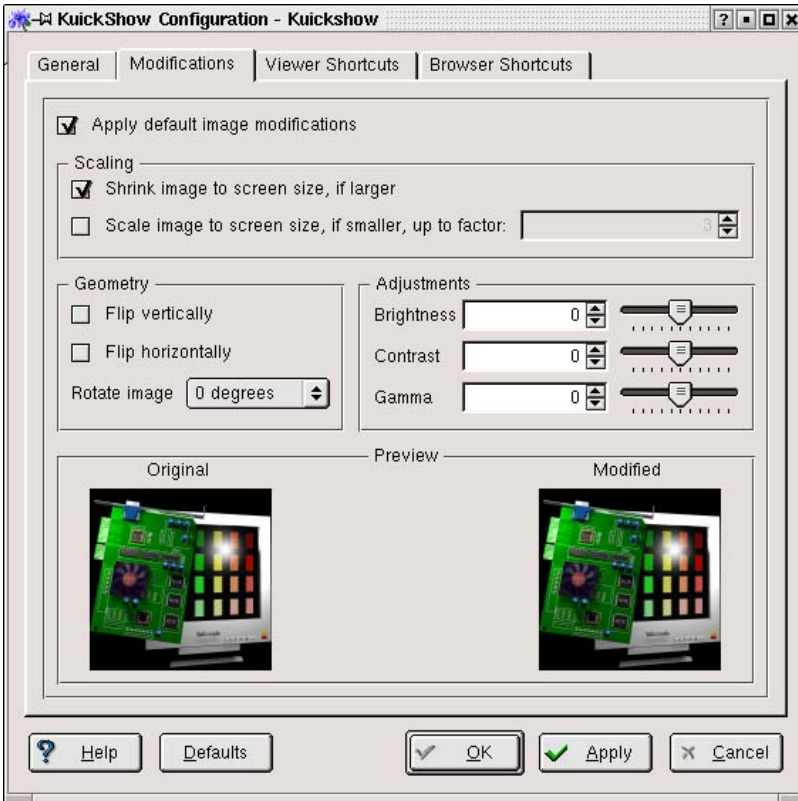 KuickShow Configuration - Kuickshow
General Modifications Viewer Shortcuts Browser Shortcuts
Apply default image modifications
Scaling
Shrink image to screen size, if larger
Scale image to screen size, if smaller, up to factor: 3
Geometry
Flip vertically
Flip horizontally
Rotate image 0 degrees
Adjustments
Brightness 0
Contrast 0
Gamma 0
Preview
Original Modified
Help Defaults OK Apply Cancel